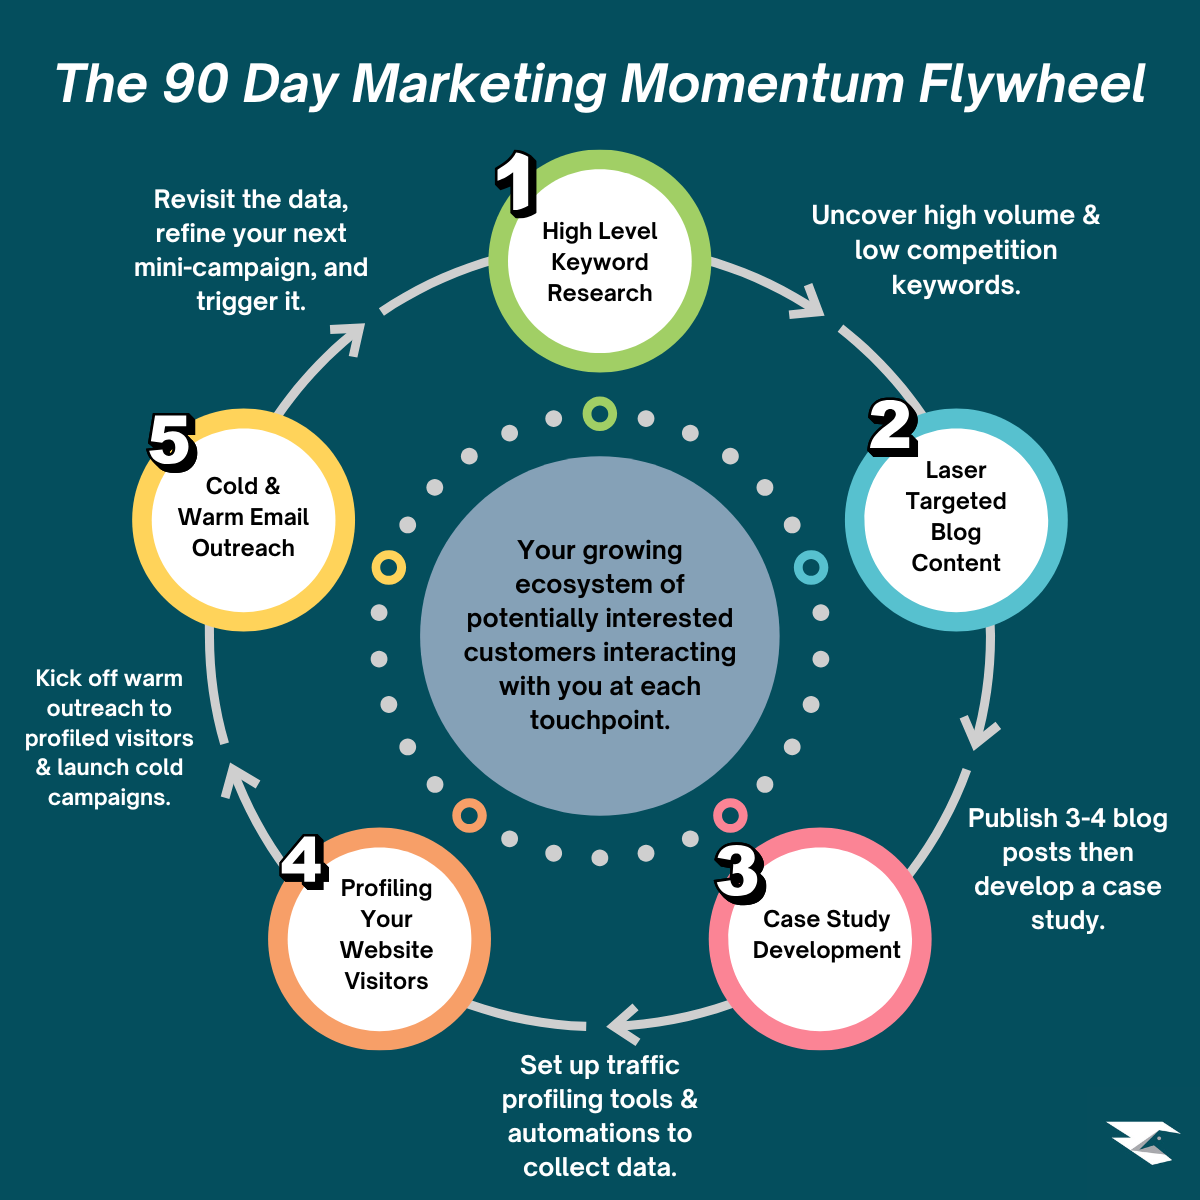 The 90 Day Marketing Momentum Flywheel
1
High Level
Keyword
Research
Uncover high volume &
low competition
keywords.
2
Laser
Targeted
Blog
Content
Publish 3-4 blog
posts then
develop a case
study.
3
Case Study
Development
Set up traffic
profiling tools &
automations to
collect data.
4
Profiling
Your
Website
Visitors
Kick off warm
outreach to
profiled visitors
& launch cold
campaigns.
5
Cold &
Warm Email
Outreach
Revisit the data,
refine your next
mini-campaign, and
trigger it.
Your growing
ecosystem of
potentially interested
customers interacting
with you at each
touchpoint.